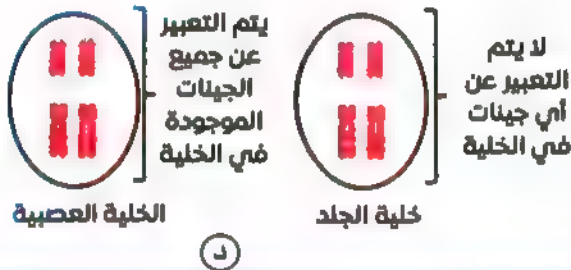 لا يتم
التعبير عن
أي جينات
في الخلية
خلية الجلد
يتم التعبير
عن جميع
الجينات
الموجودة
في الخلية
الخلية العصبية
د